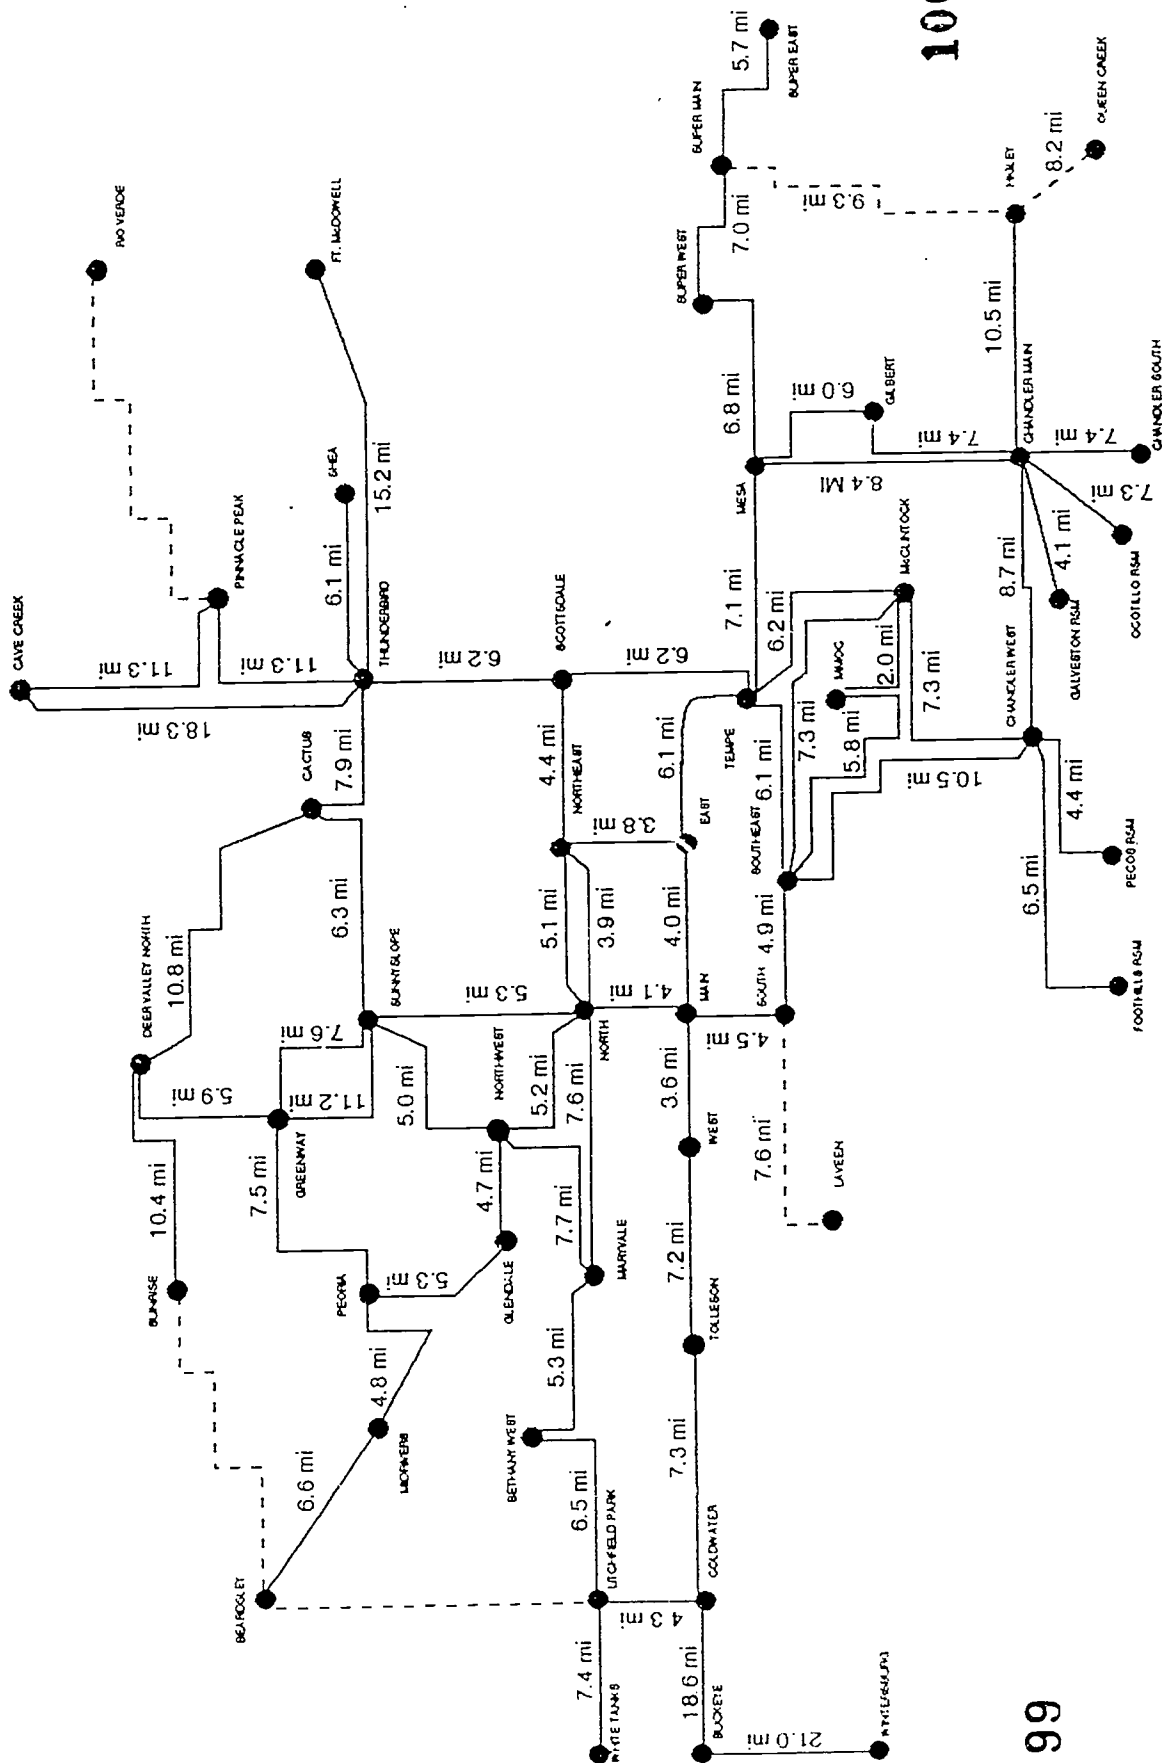 CAVE CREEK
RIO VERDE
11.3 mi
18.3 mi
PINNACLE PEAK
11.3 mi
FT. McDOWELL
SHEA
6.1 mi
15.2 mi
THUNDERBIRD
CACTUS
7.9 mi
DEER VALLEY NORTH
10.8 mi
6.3 mi
SUNNYSLOPE
5.9 mi
7.6 mi
11.2 mi
GREENWAY
10.4 mi
SUNRISE
7.5 mi
PEORIA
5.3 mi
4.8 mi
6.6 mi
BEARDSLEY
5.0 mi
NORTHWEST
4.7 mi
GLENDALE
5.2 mi
5.3 mi
NORTH
7.6 mi
7.7 mi
MARYVALE
5.3 mi
BETHANY WEST
6.5 mi
LITCHFIELD PARK
7.4 mi
WHITE TANKS
4.3 mi
6.2 mi
SCOTTSDALE
4.4 mi
NORTHEAST
5.1 mi
3.9 mi
3.8 mi
6.2 mi
6.1 mi
EAST
4.0 mi
MAIN
4.1 mi
3.6 mi
WEST
7.2 mi
TOLLESON
7.3 mi
COLDWATER
18.6 mi
BUCKEYE
21.0 mi
WINTERSBURG
4.5 mi
SOUTH
7.6 mi
LAVEEN
4.9 mi
SOUTHEAST
6.1 mi
TEMPE
7.1 mi
MESA
6.8 mi
SUPER WEST
7.0 mi
SUPER MAIN
5.7 mi
SUPER EAST
9.3 mi
HIGLEY
8.2 mi
QUEEN CREEK
10.5 mi
6.0 mi
GILBERT
7.4 mi
8.4 MI
CHANDLER MAIN
7.4 mi
CHANDLER SOUTH
7.3 mi
OCOTILLO RSM
4.1 mi
GALVESTON RSM
8.7 mi
CHANDLER WEST
McCLINTOCK
6.2 mi
7.3 mi
2.0 mi
5.8 mi
7.3 mi
10.5 mi
4.4 mi
PECOS RSM
6.5 mi
FOOTHILLS RSM
99